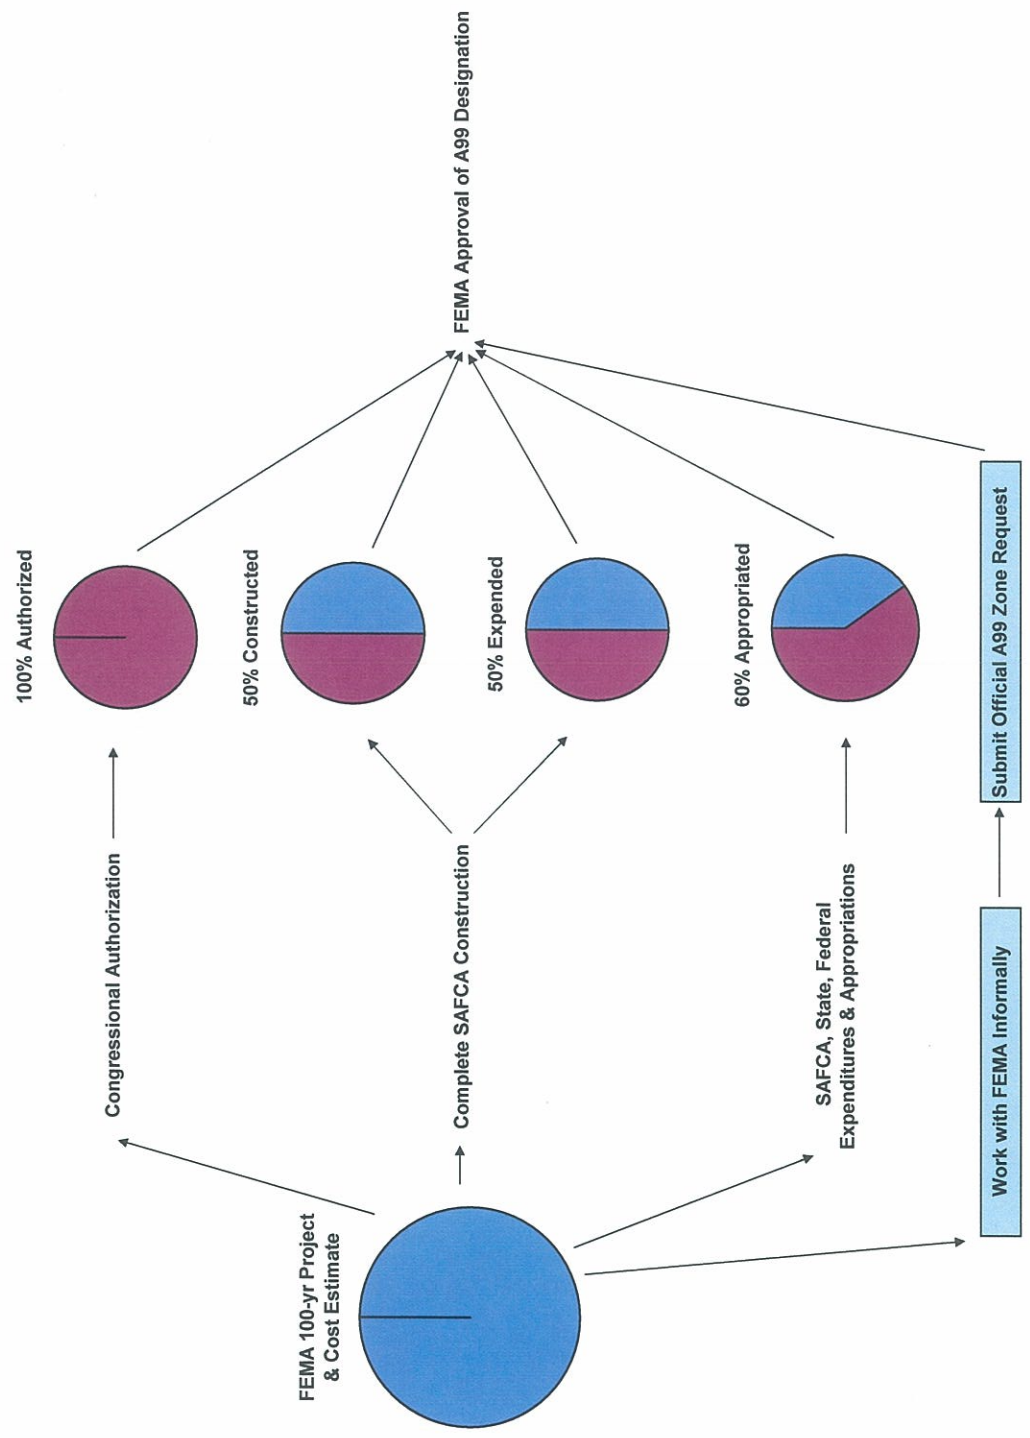 FEMA 100-yr Project
& Cost Estimate
Congressional Authorization
Complete SAFCA Construction
SAFCA, State, Federal
Expenditures & Appropriations
Work with FEMA Informally
100% Authorized
50% Constructed
50% Expended
60% Appropriated
Submit Official A99 Zone Request
FEMA Approval of A99 Designation